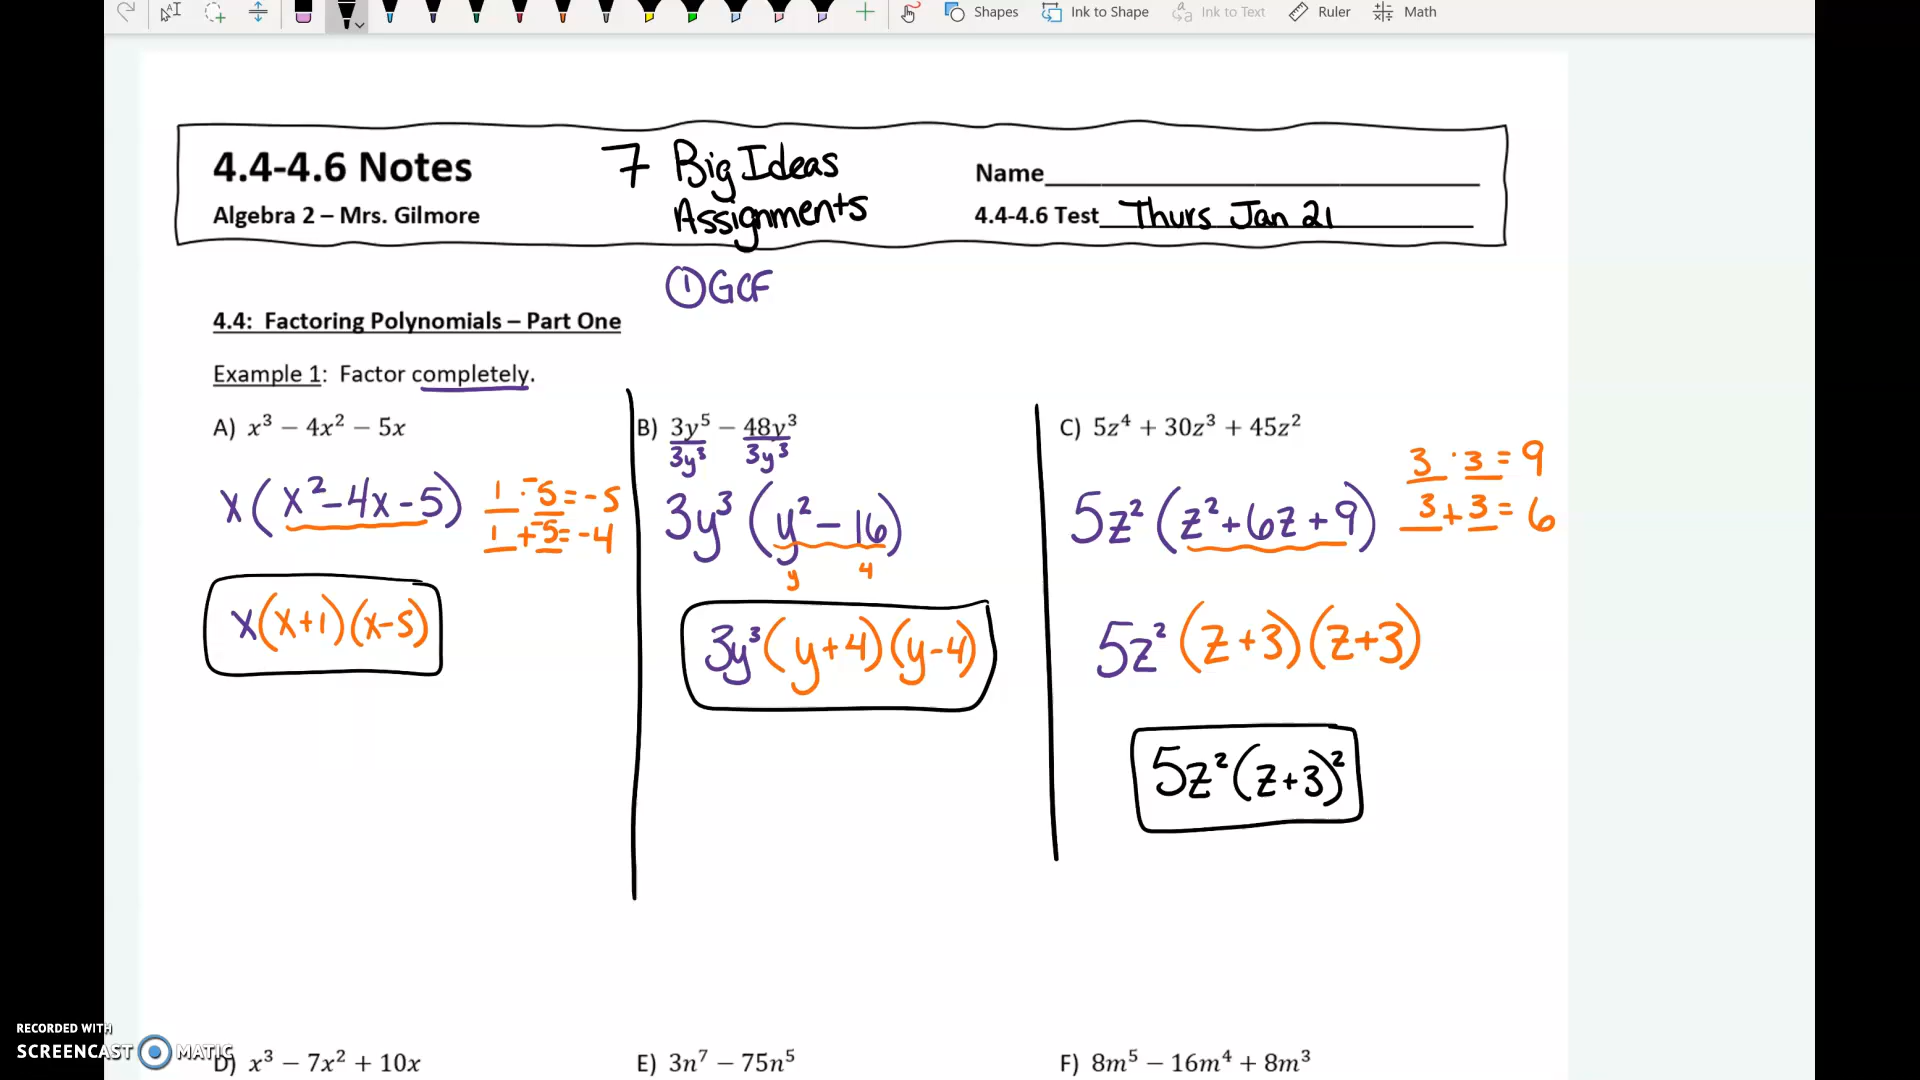 Shapes Ink to Shape Ink to Text Ruler Math
4.4-4.6 Notes
Algebra 2 – Mrs. Gilmore
7 Big Ideas
Assignments
Name
4.4-4.6 Test Thurs Jan 21
① GCF
4.4: Factoring Polynomials – Part One
Example 1: Factor completely.
A) x³ − 4x² − 5x
x(x²-4x-5)
1 · -5 = -5
1 + -5 = -4
x(x+1)(x-5)
B) 3y⁵ − 48y³
3y³ 3y³
3y³(y² - 16)
y 4
3y³(y+4)(y-4)
C) 5z⁴ + 30z³ + 45z²
3 · 3 = 9
3 + 3 = 6
5z²(z²+6z+9)
5z²(z+3)(z+3)
5z²(z+3)²
D) x³ − 7x² + 10x
E) 3n⁷ − 75n⁵
F) 8m⁵ − 16m⁴ + 8m³
RECORDED WITH
SCREENCAST MATIC